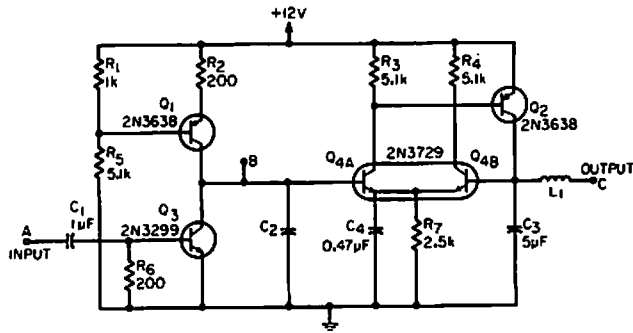 +12V
R1
1k
R2
200
R3
5.1k
R4
5.1k
Q1
2N3638
Q2
2N3638
R5
5.1k
B
Q4A
2N3729
Q4B
OUTPUT
C
L1
A
INPUT
C1
1μF
Q3
2N3299
R6
200
C2
C4
0.47μF
R7
2.5k
C3
5μF